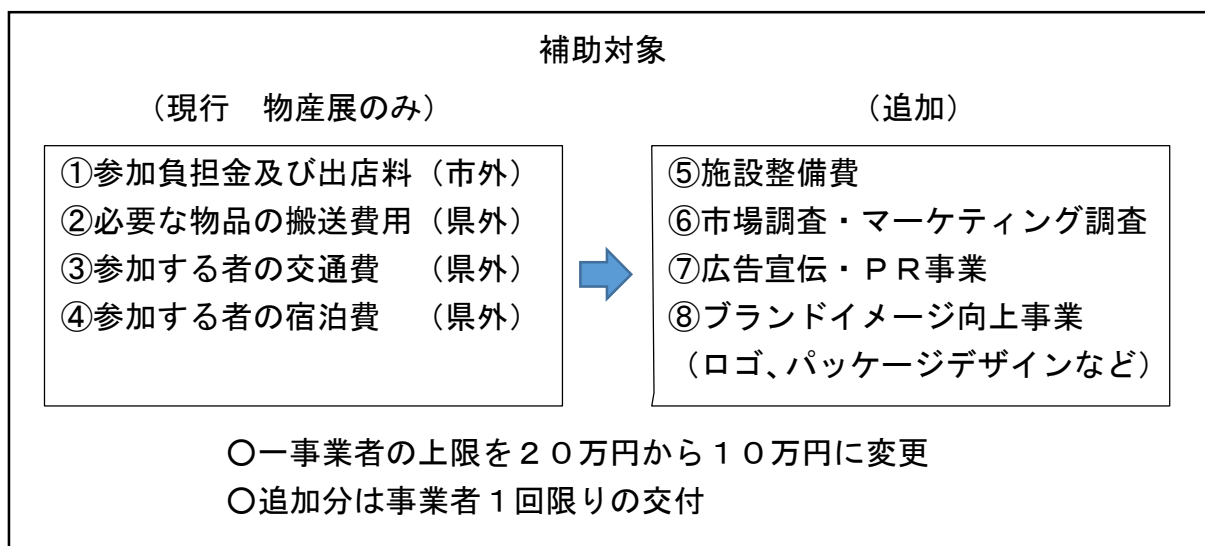 補助対象
（現行　物産展のみ）
①参加負担金及び出店料（市外）
②必要な物品の搬送費用（県外）
③参加する者の交通費　（県外）
④参加する者の宿泊費　（県外）
（追加）
⑤施設整備費
⑥市場調査・マーケティング調査
⑦広告宣伝・ＰＲ事業
⑧ブランドイメージ向上事業
（ロゴ、パッケージデザインなど）
〇一事業者の上限を２０万円から１０万円に変更
〇追加分は事業者１回限りの交付